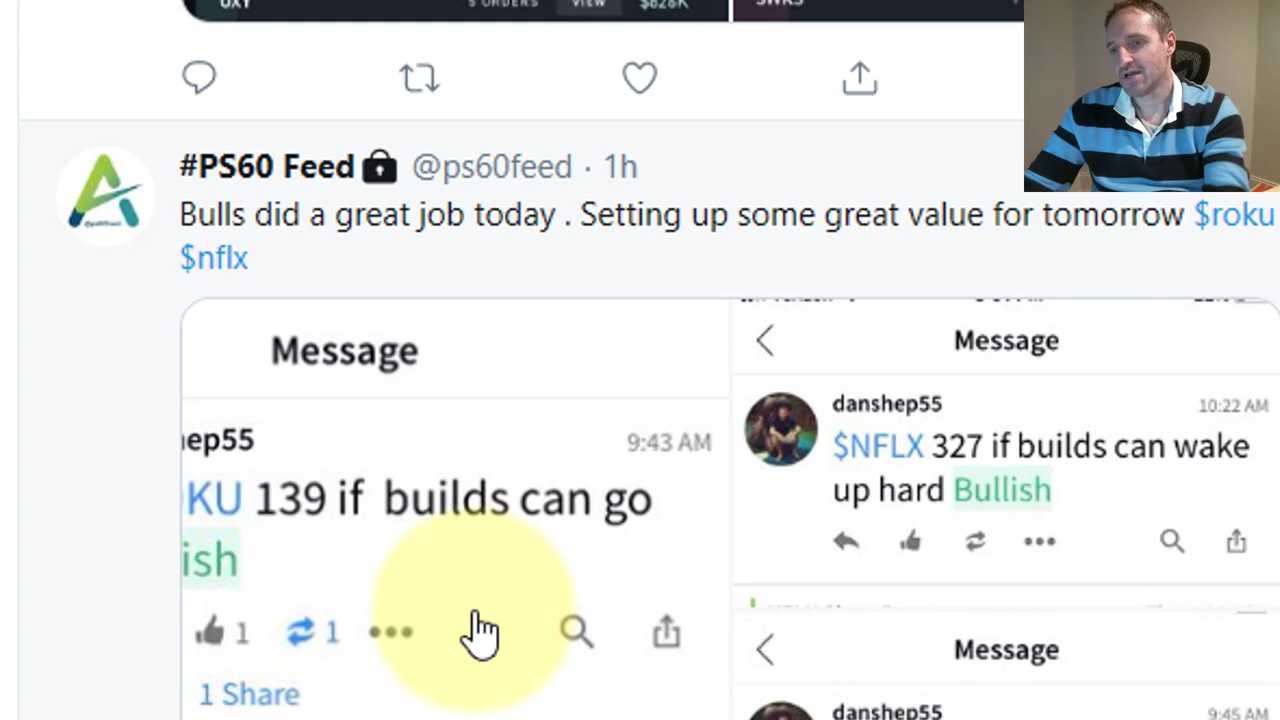 OXY 5 ORDERS VIEW $828K SWKS
#PS60 Feed @ps60feed · 1h
Bulls did a great job today . Setting up some great value for tomorrow $roku
$nflx
Message
ep55 9:43 AM
KU 139 if builds can go
ish
1 1
1 Share
Message
danshep55 10:22 AM
$NFLX 327 if builds can wake
up hard Bullish
Message
danshep55 9:45 AM